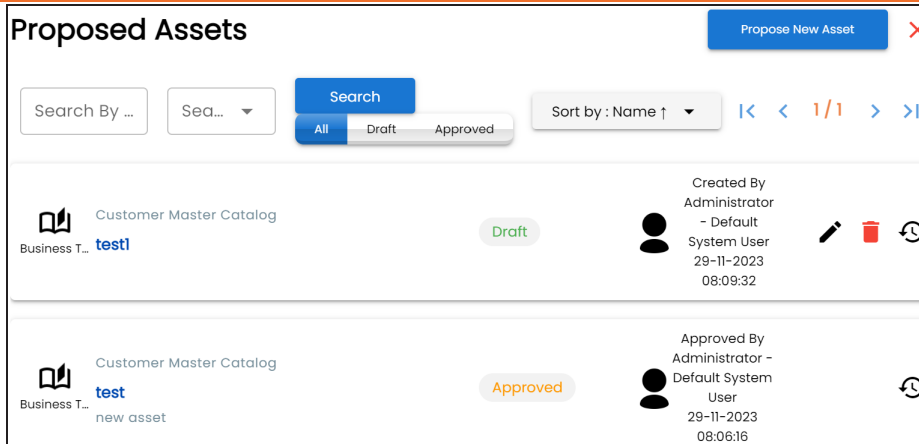 Proposed Assets
Propose New Asset
Search By ...
Sea...
Search
All Draft Approved
Sort by : Name ↑
1 / 1
Business T...
Customer Master Catalog
test1
Draft
Created By
Administrator
- Default
System User
29-11-2023
08:09:32
Business T...
Customer Master Catalog
test
new asset
Approved
Approved By
Administrator -
Default System
User
29-11-2023
08:06:16